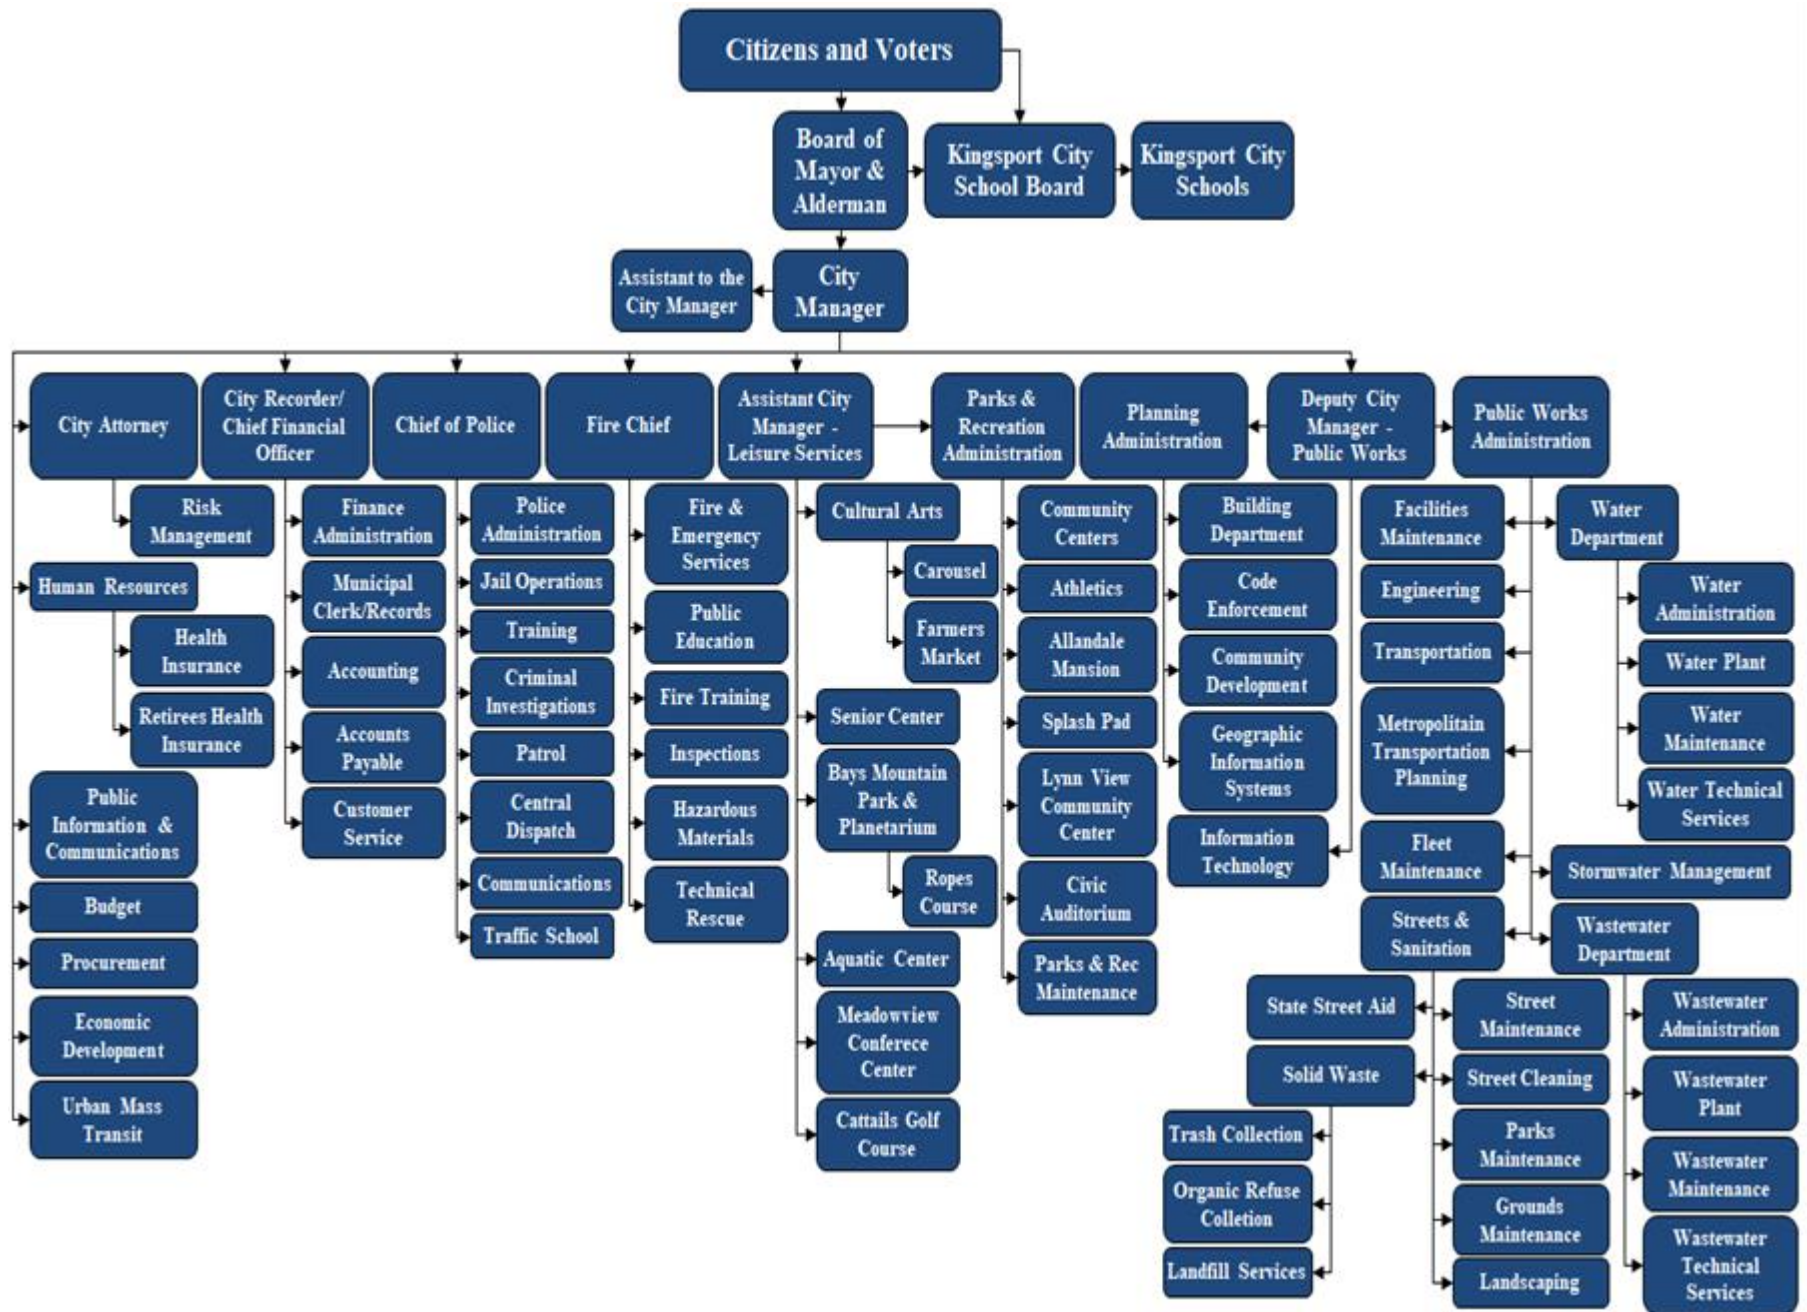 Citizens and Voters
Board of
Mayor &
Alderman
Kingsport City
School Board
Kingsport City
Schools
Assistant to the
City Manager
City
Manager
City Attorney
City Recorder/
Chief Financial
Officer
Chief of Police
Fire Chief
Assistant City
Manager -
Leisure Services
Parks &
Recreation
Administration
Planning
Administration
Deputy City
Manager -
Public Works
Public Works
Administration
Risk
Management
Human Resources
Health
Insurance
Retirees Health
Insurance
Public
Information &
Communications
Budget
Procurement
Economic
Development
Urban Mass
Transit
Finance
Administration
Municipal
Clerk/Records
Accounting
Accounts
Payable
Customer
Service
Police
Administration
Jail Operations
Training
Criminal
Investigations
Patrol
Central
Dispatch
Communications
Traffic School
Fire &
Emergency
Services
Public
Education
Fire Training
Inspections
Hazardous
Materials
Technical
Rescue
Cultural Arts
Carousel
Farmers
Market
Senior Center
Bays Mountain
Park &
Planetarium
Ropes
Course
Aquatic Center
Meadowview
Conferece
Center
Cattails Golf
Course
Community
Centers
Athletics
Allandale
Mansion
Splash Pad
Lynn View
Community
Center
Civic
Auditorium
Parks & Rec
Maintenance
Building
Department
Code
Enforcement
Community
Development
Geographic
Information
Systems
Information
Technology
Facilities
Maintenance
Engineering
Transportation
Metropolitain
Transportation
Planning
Fleet
Maintenance
Streets &
Sanitation
State Street Aid
Solid Waste
Trash Collection
Organic Refuse
Colletion
Landfill Services
Street
Maintenance
Street Cleaning
Parks
Maintenance
Grounds
Maintenance
Landscaping
Water
Department
Water
Administration
Water Plant
Water
Maintenance
Water Technical
Services
Stormwater Management
Wastewater
Department
Wastewater
Administration
Wastewater
Plant
Wastewater
Maintenance
Wastewater
Technical
Services